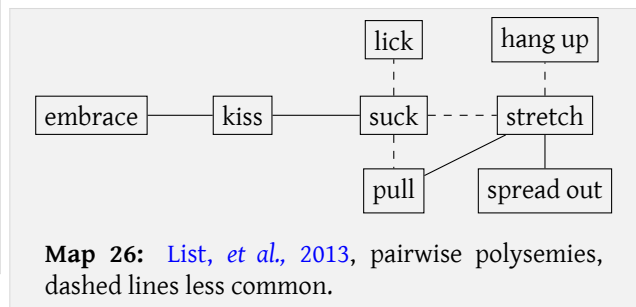 lick hang up
embrace kiss suck stretch
pull spread out
Map 26: List, et al., 2013, pairwise polysemies,
dashed lines less common.